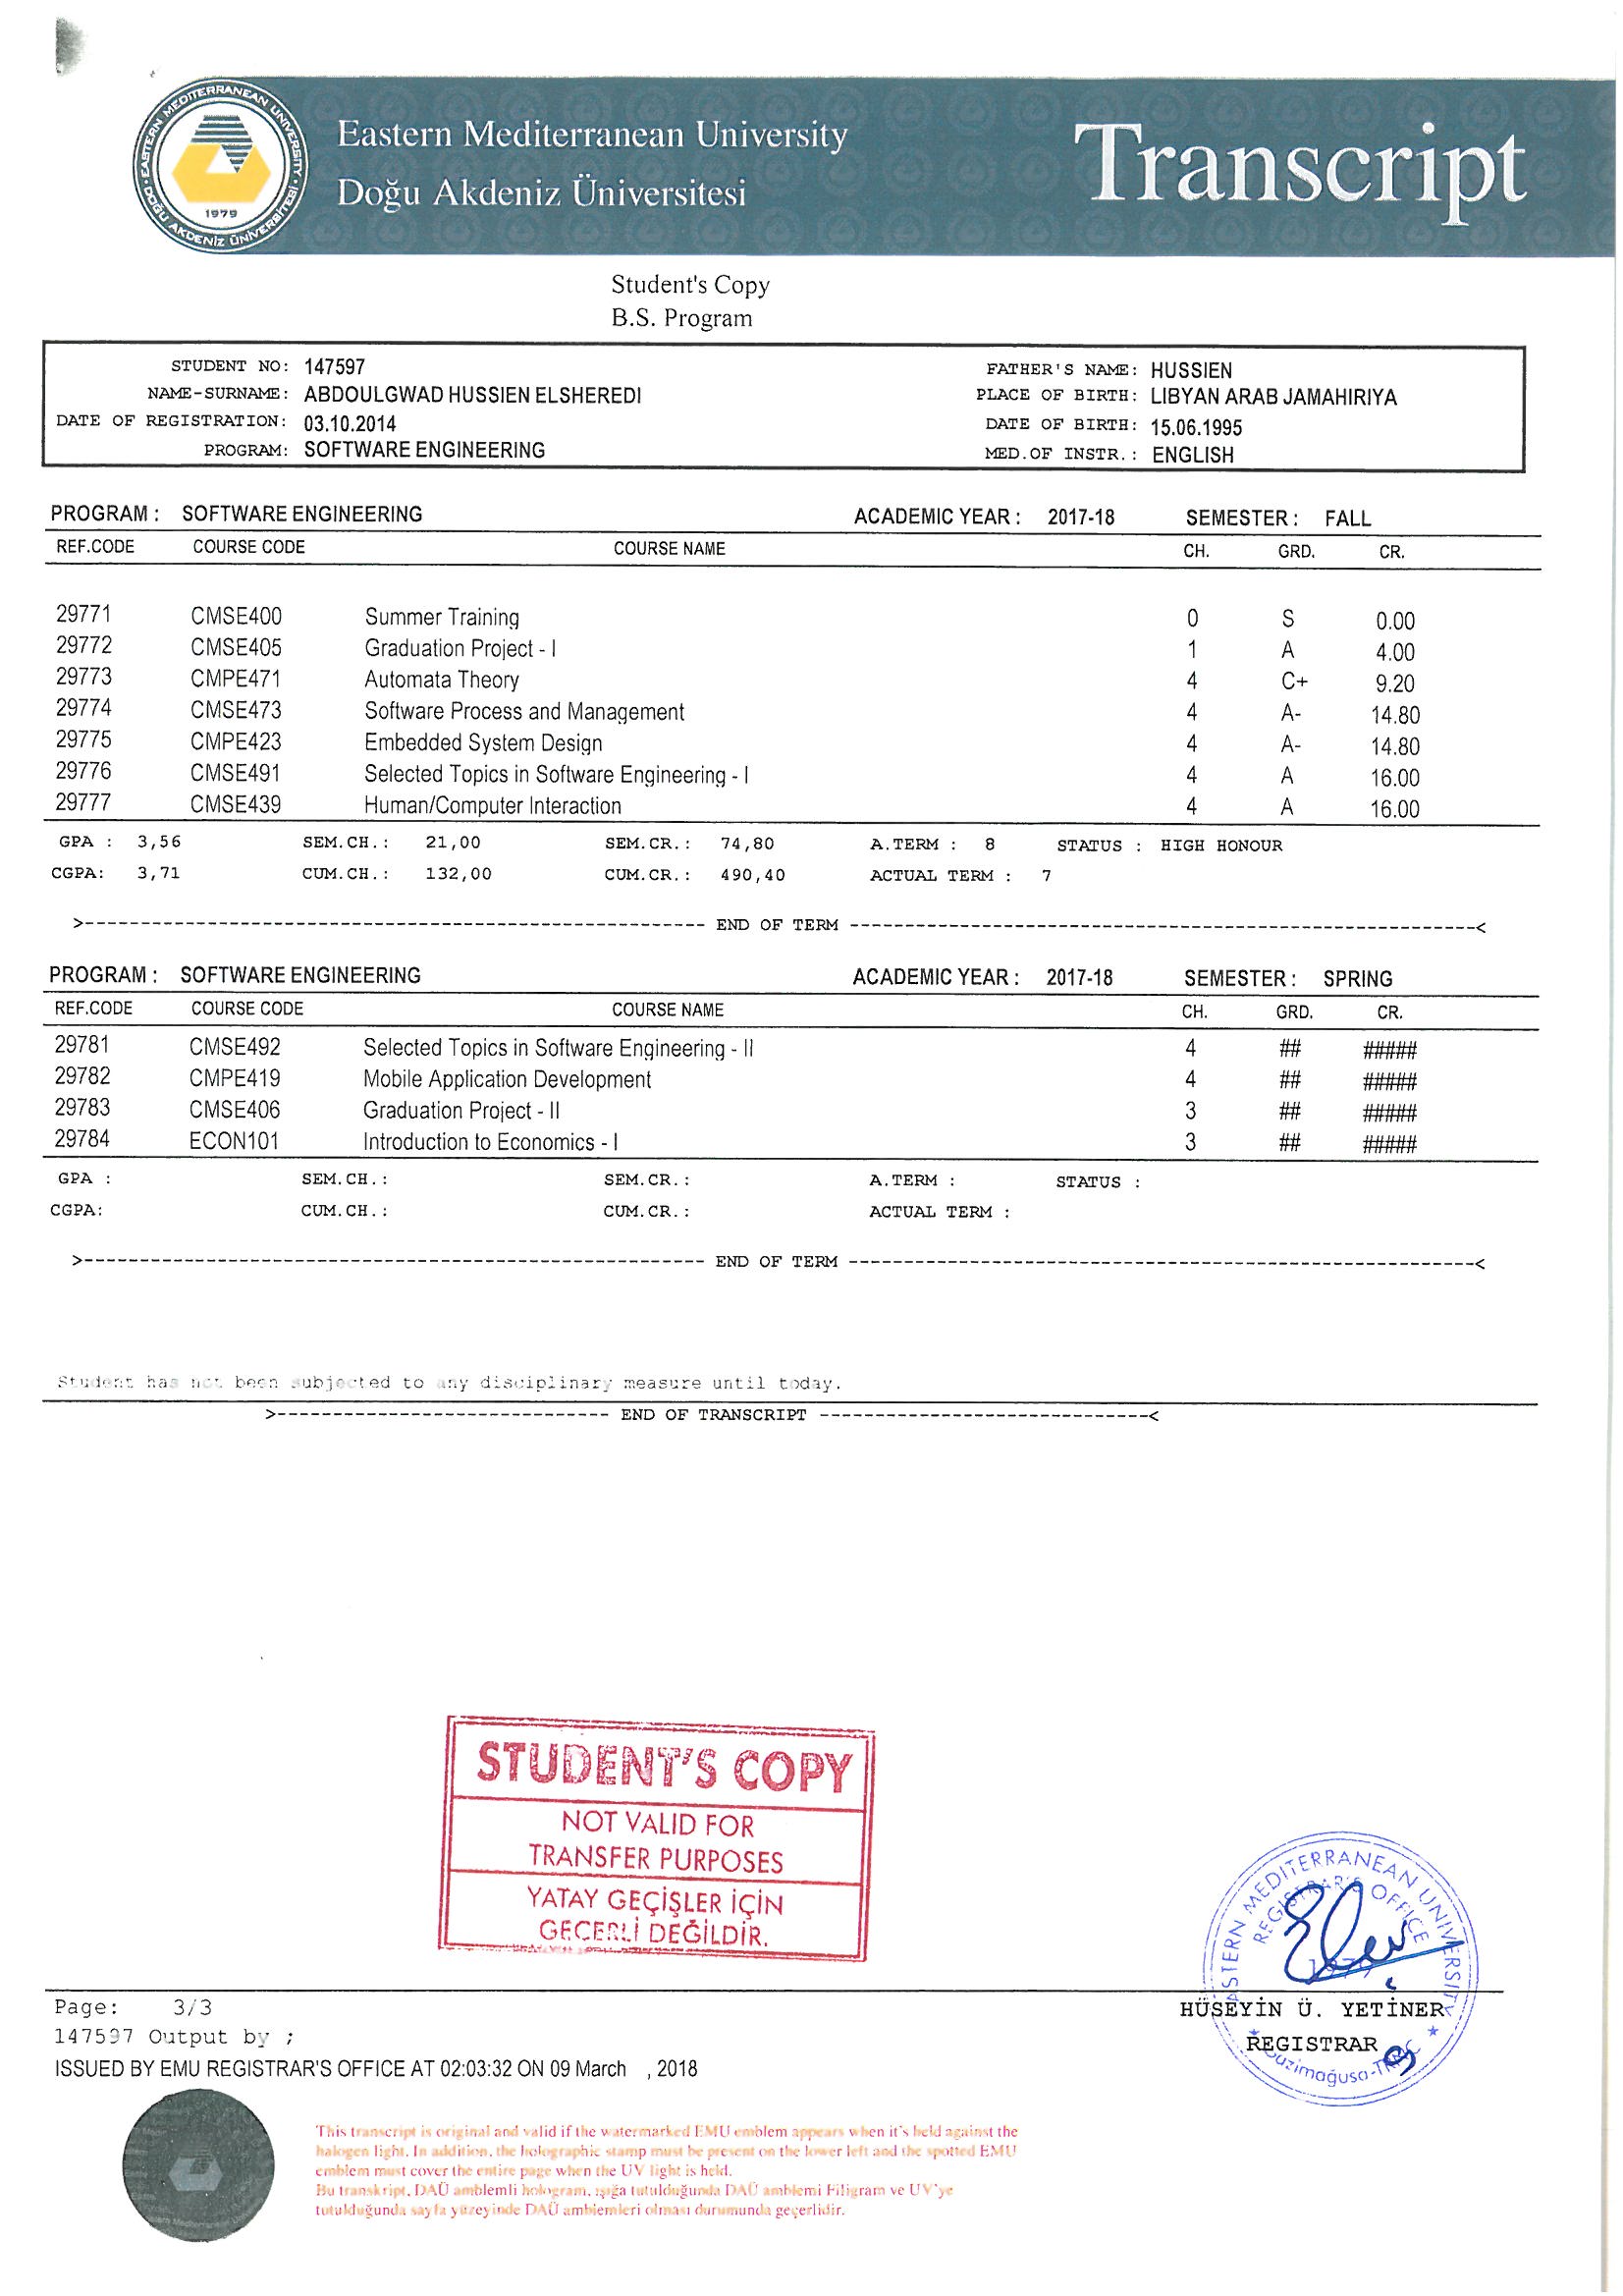 EASTERN MEDITERRANEAN UNIVERSITY · DOĞU AKDENİZ ÜNİVERSİTESİ ·
1979
Eastern Mediterranean University
Doğu Akdeniz Üniversitesi
Transcript
Student's Copy
B.S. Program
STUDENT NO: 147597 FATHER'S NAME: HUSSIEN
NAME-SURNAME: ABDOULGWAD HUSSIEN ELSHEREDI PLACE OF BIRTH: LIBYAN ARAB JAMAHIRIYA
DATE OF REGISTRATION: 03.10.2014 DATE OF BIRTH: 15.06.1995
PROGRAM: SOFTWARE ENGINEERING MED.OF INSTR.: ENGLISH
PROGRAM : SOFTWARE ENGINEERING ACADEMIC YEAR : 2017-18 SEMESTER : FALL
REF.CODE COURSE CODE COURSE NAME CH. GRD. CR.
29771 CMSE400 Summer Training 0 S 0.00
29772 CMSE405 Graduation Project - I 1 A 4.00
29773 CMPE471 Automata Theory 4 C+ 9.20
29774 CMSE473 Software Process and Management 4 A- 14.80
29775 CMPE423 Embedded System Design 4 A- 14.80
29776 CMSE491 Selected Topics in Software Engineering - I 4 A 16.00
29777 CMSE439 Human/Computer Interaction 4 A 16.00
GPA : 3,56 SEM.CH.: 21,00 SEM.CR.: 74,80 A.TERM : 8 STATUS : HIGH HONOUR
CGPA: 3,71 CUM.CH.: 132,00 CUM.CR.: 490,40 ACTUAL TERM : 7
>------------------------------------------------------- END OF TERM -------------------------------------------------------<
PROGRAM : SOFTWARE ENGINEERING ACADEMIC YEAR : 2017-18 SEMESTER : SPRING
REF.CODE COURSE CODE COURSE NAME CH. GRD. CR.
29781 CMSE492 Selected Topics in Software Engineering - II 4 ## #####
29782 CMPE419 Mobile Application Development 4 ## #####
29783 CMSE406 Graduation Project - II 3 ## #####
29784 ECON101 Introduction to Economics - I 3 ## #####
GPA : SEM.CH.: SEM.CR.: A.TERM : STATUS :
CGPA: CUM.CH.: CUM.CR.: ACTUAL TERM :
>------------------------------------------------------- END OF TERM -------------------------------------------------------<
Student has not been subjected to any disciplinary measure until today.
>----------------------------- END OF TRANSCRIPT -----------------------------<
STUDENT'S COPY
NOT VALID FOR
TRANSFER PURPOSES
YATAY GEÇİŞLER İÇİN
GEÇERLİ DEĞİLDİR.
EASTERN MEDITERRANEAN UNIVERSITY
REGISTRAR'S OFFICE
1979
Page: 3/3
HÜSEYİN Ü. YETİNER
147597 Output by ;
REGISTRAR
ISSUED BY EMU REGISTRAR'S OFFICE AT 02:03:32 ON 09 March , 2018
This transcript is original and valid if the watermarked EMU emblem appears when it's held against the
halogen light. In addition, the holographic stamp must be present on the lower left and the spotted EMU
emblem must cover the entire page when the UV light is held.
Bu transkript, DAÜ amblemli hologram, ışığa tutulduğunda DAÜ amblemi Filigram ve UV'ye
tutulduğunda sayfa yüzeyinde DAÜ amblemleri olması durumunda geçerlidir.